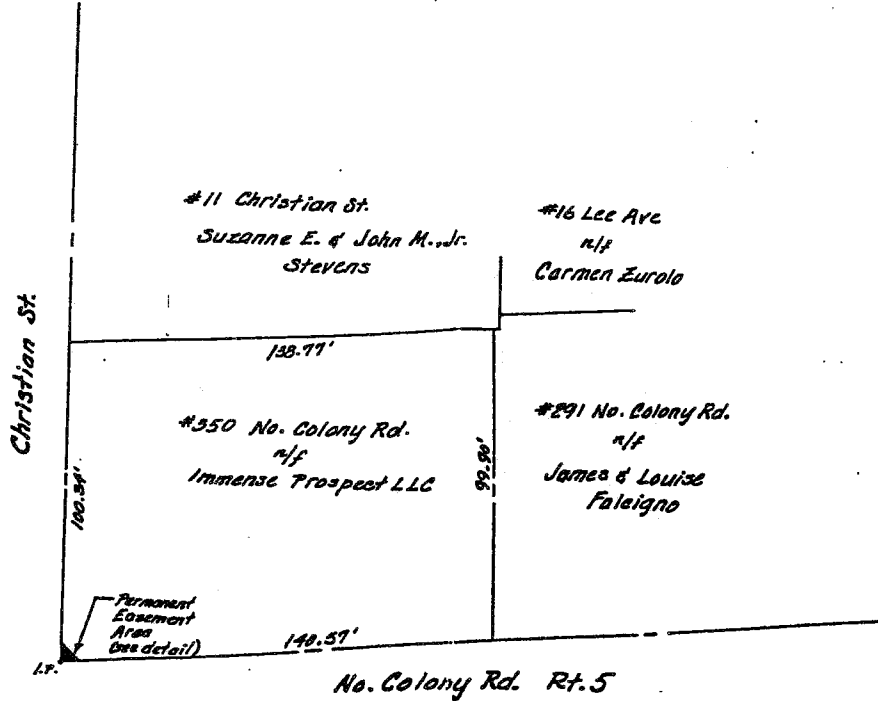 #11 Christian St.
Suzanne E. & John M., Jr.
Stevens
#16 Lee Ave
n/f
Carmen Zurolo
Christian St.
138.77'
#350 No. Colony Rd.
n/f
Immense Prospect LLC
#291 No. Colony Rd.
n/f
James & Louise
Falcigno
100.34'
99.90'
Permanent
Easement
Area
(see detail)
I.P.
140.57'
No. Colony Rd. Rt. 5